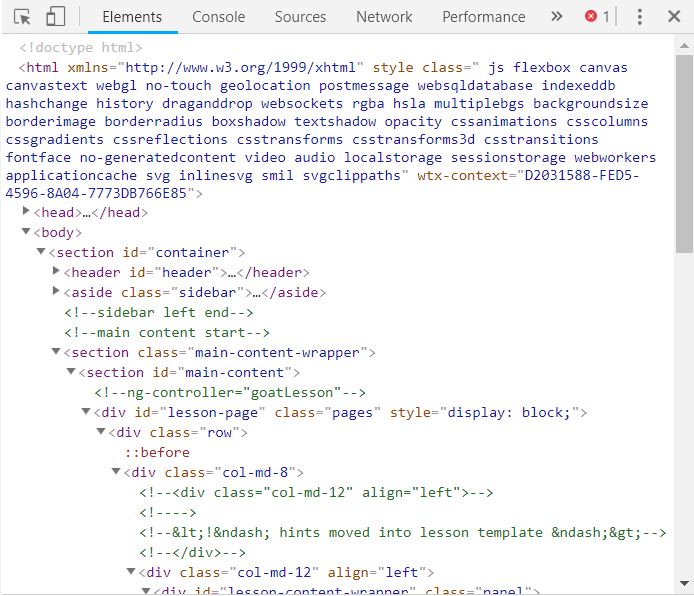 Elements Console Sources Network Performance » 1
<!doctype html>
<html xmlns="http://www.w3.org/1999/xhtml" style class=" js flexbox canvas
canvastext webgl no-touch geolocation postmessage websqldatabase indexeddb
hashchange history draganddrop websockets rgba hsla multiplebgs backgroundsize
borderimage borderradius boxshadow textshadow opacity cssanimations csscolumns
cssgradients cssreflections csstransforms csstransforms3d csstransitions
fontface no-generatedcontent video audio localstorage sessionstorage webworkers
applicationcache svg inlinesvg smil svgclippaths" wtx-context="D2031588-FED5-
4596-8A04-7773DB766E85">
<head>…</head>
<body>
<section id="container">
<header id="header">…</header>
<aside class="sidebar">…</aside>
<!--sidebar left end-->
<!--main content start-->
<section class="main-content-wrapper">
<section id="main-content">
<!--ng-controller="goatLesson"-->
<div id="lesson-page" class="pages" style="display: block;">
<div class="row">
::before
<div class="col-md-8">
<!--<div class="col-md-12" align="left">-->
<!---->
<!--&lt;!&ndash; hints moved into lesson template &ndash;&gt;-->
<!--</div>-->
<div class="col-md-12" align="left">
<div id="lesson-content-wrapper" class="panel">